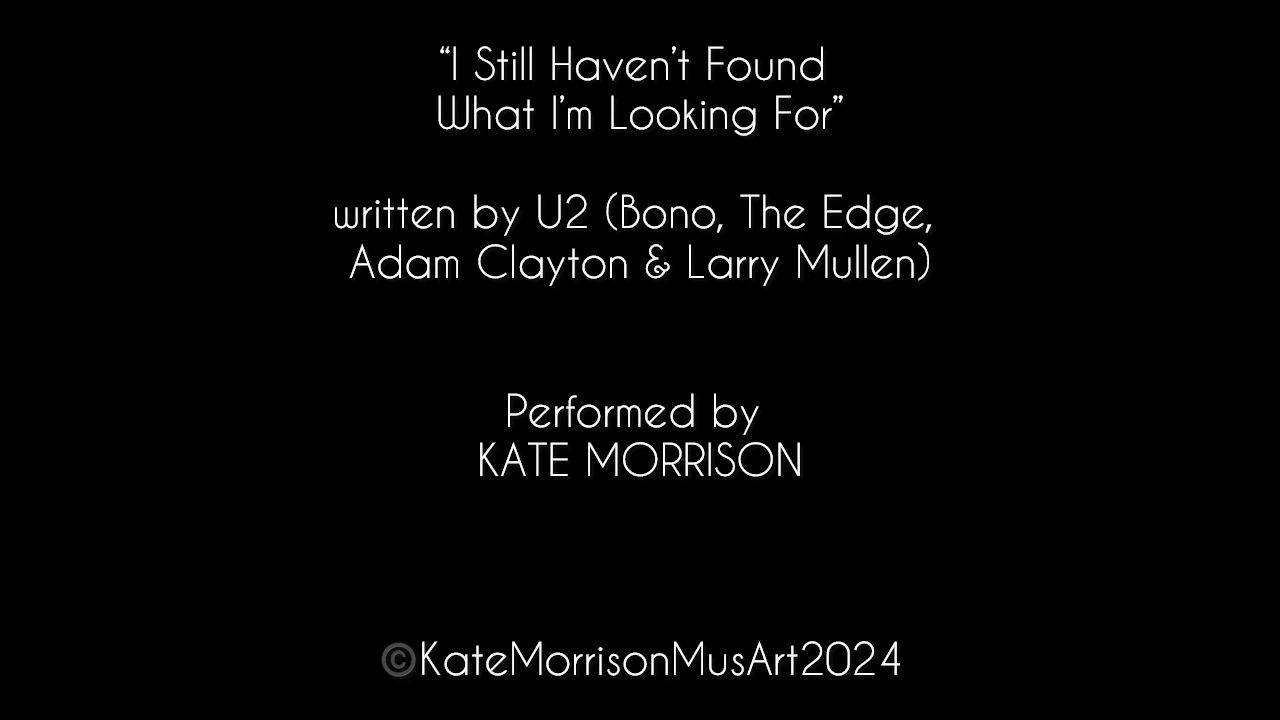 “I Still Haven’t Found
What I’m Looking For”
written by U2 (Bono, The Edge,
Adam Clayton & Larry Mullen)
Performed by
KATE MORRISON
©KateMorrisonMusArt2024